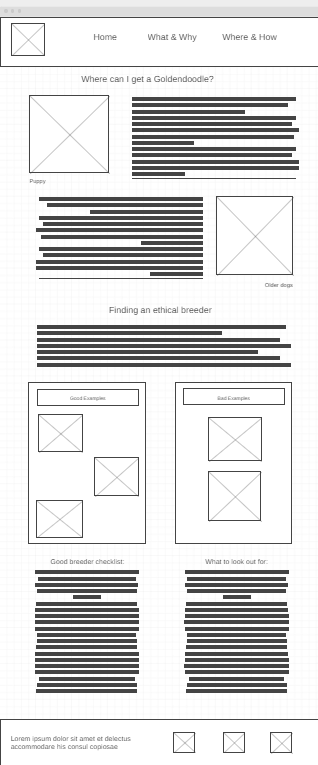 Home What & Why Where & How
Where can I get a Goldendoodle?
Puppy
Older dogs
Finding an ethical breeder
Good Examples
Bad Examples
Good breeder checklist:
What to look out for:
Lorem ipsum dolor sit amet et delectus
accommodare his consul copiosae